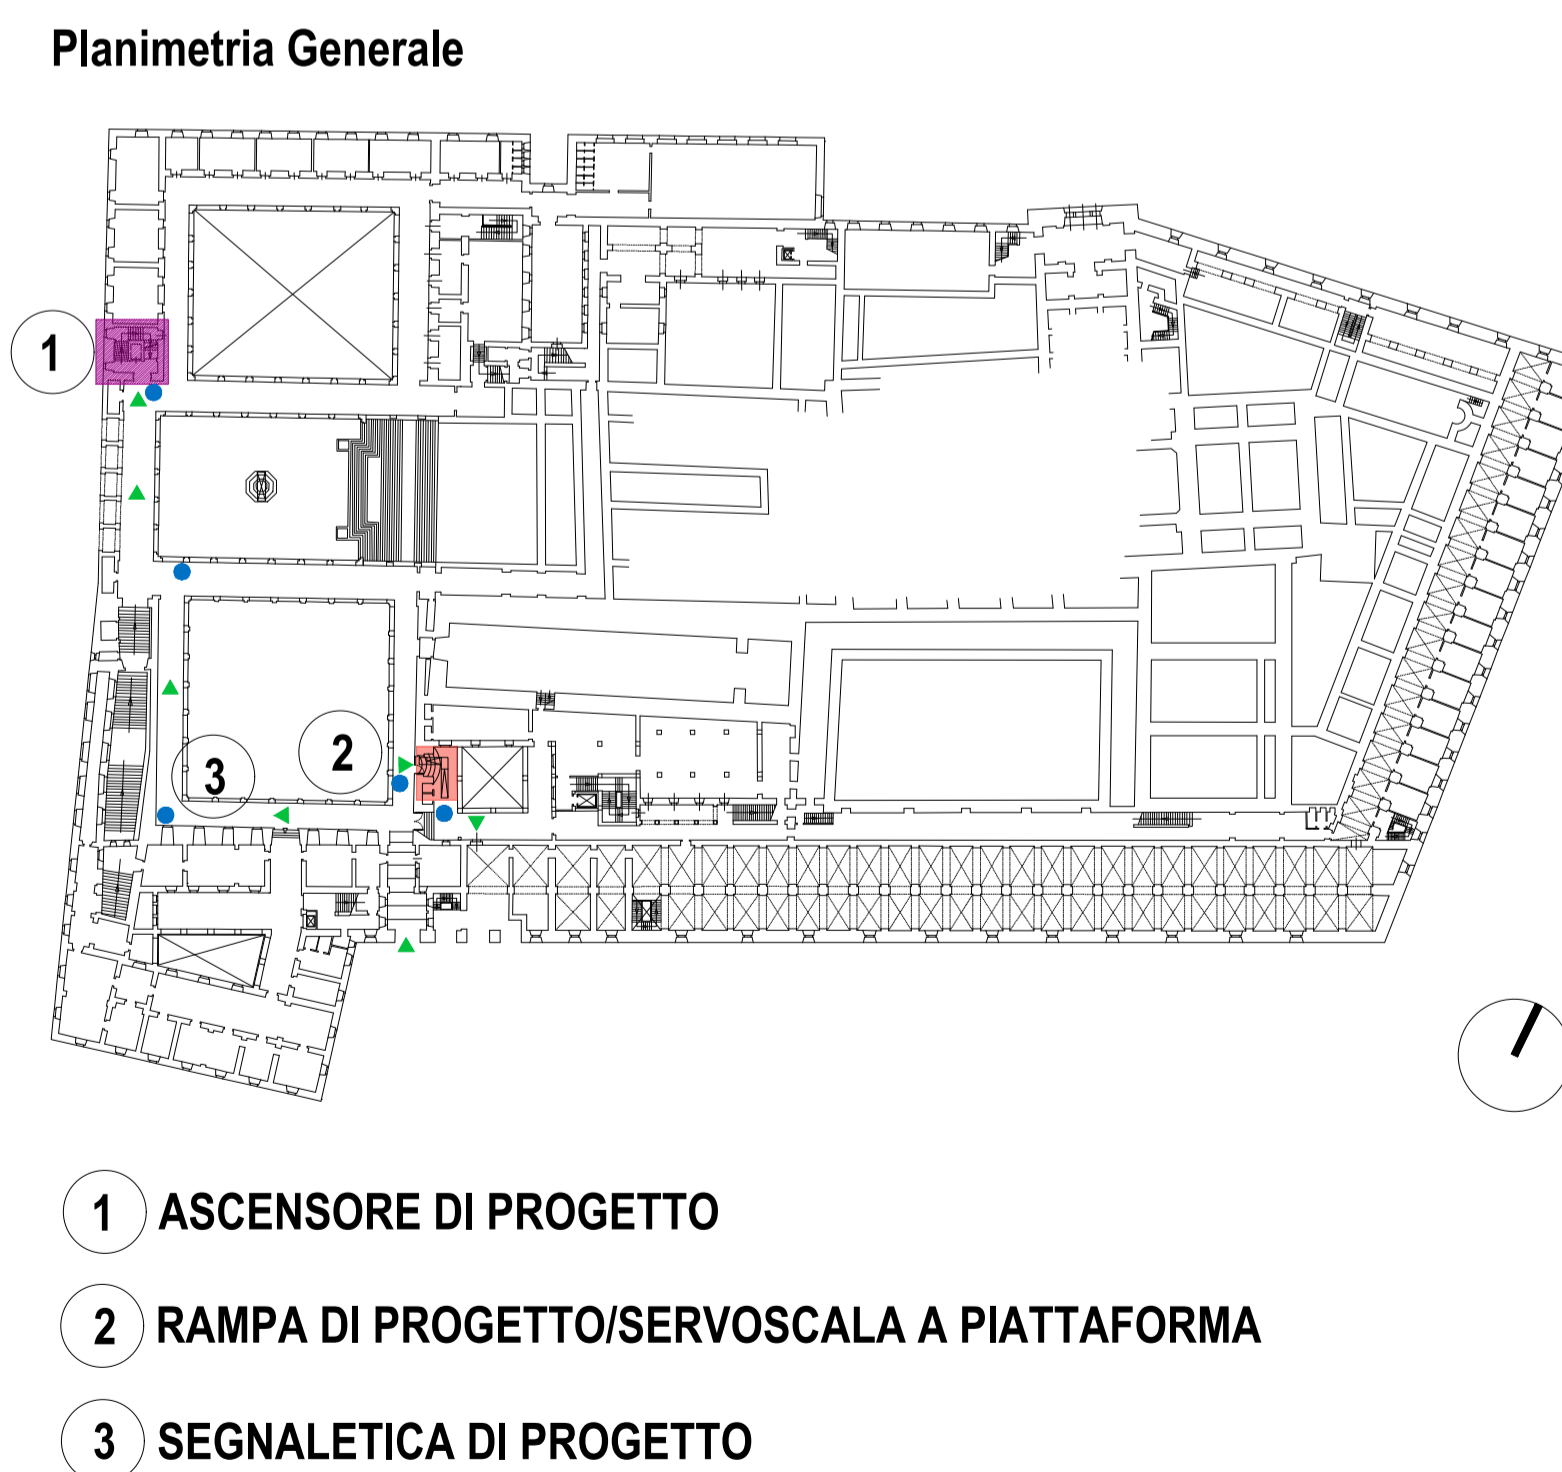 Planimetria Generale
1
2
3
1 ASCENSORE DI PROGETTO
2 RAMPA DI PROGETTO/SERVOSCALA A PIATTAFORMA
3 SEGNALETICA DI PROGETTO